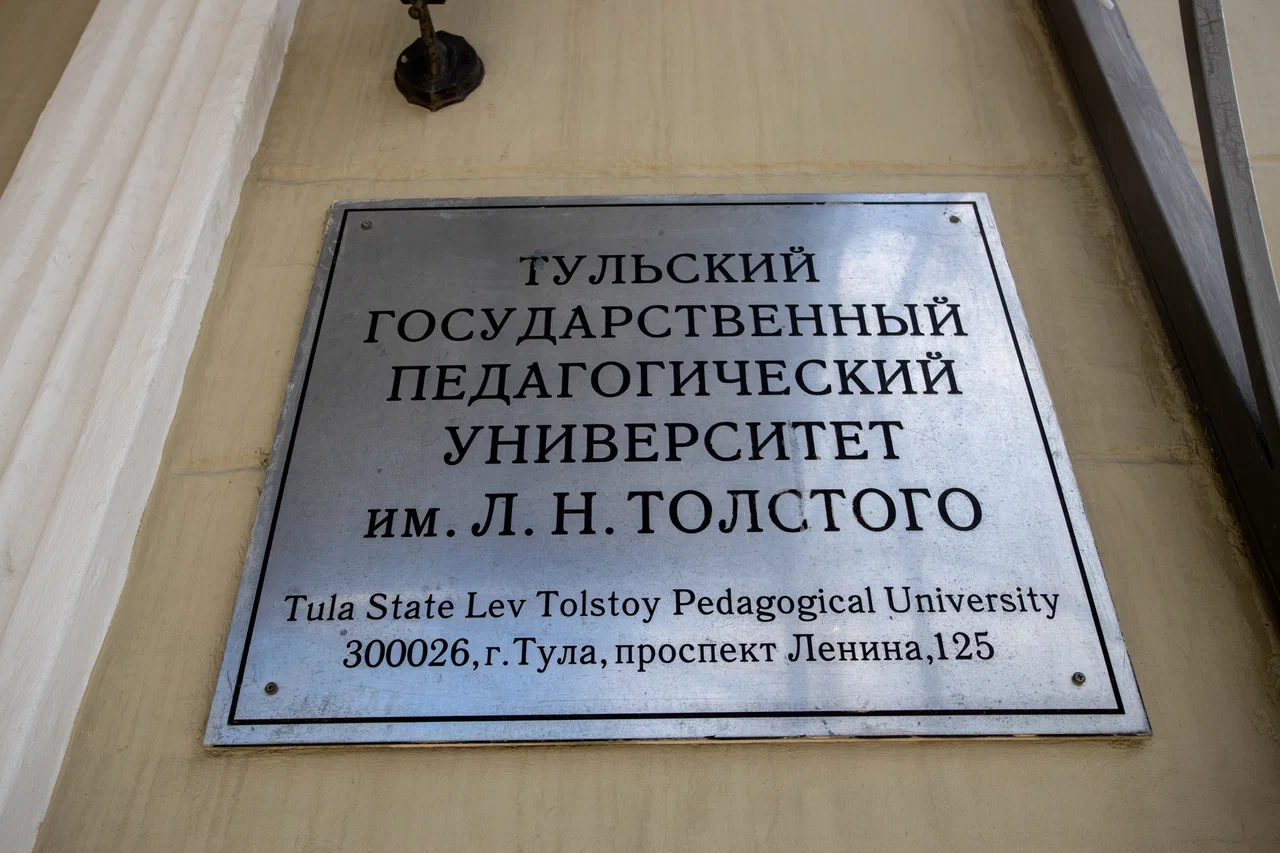 ТУЛЬСКИЙ
ГОСУДАРСТВЕННЫЙ
ПЕДАГОГИЧЕСКИЙ
УНИВЕРСИТЕТ
им. Л. Н. ТОЛСТОГО
Tula State Lev Tolstoy Pedagogical University
300026, г. Тула, проспект Ленина, 125